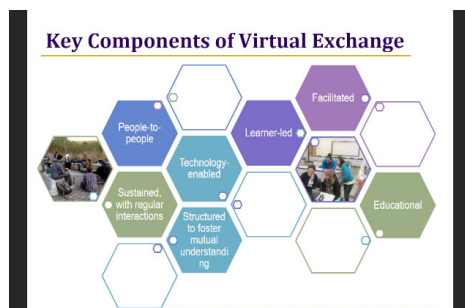 Key Components of Virtual Exchange
Facilitated
People-to-
people
Learner-led
Technology-
enabled
Sustained,
with regular
interactions
Educational
Structured
to foster
mutual
understandi
ng